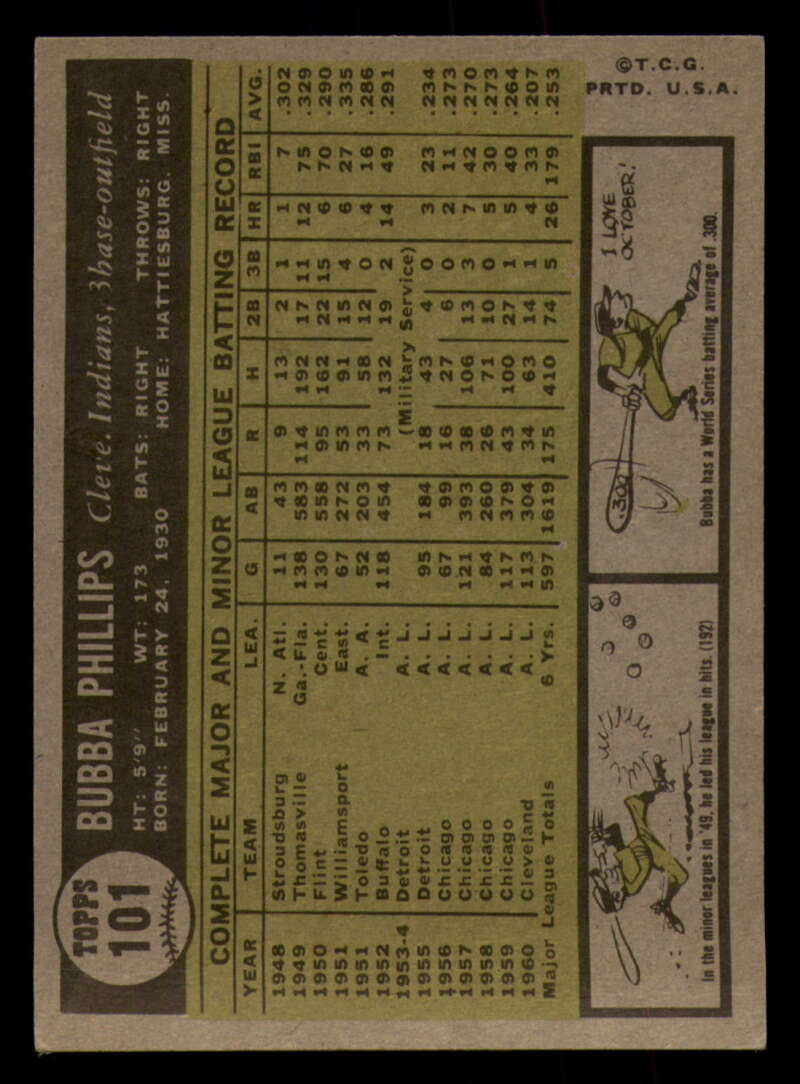 TOPPS
101
BUBBA PHILLIPS Cleve. Indians, 3base-outfield
HT: 5'9" WT: 173 BATS: RIGHT THROWS: RIGHT
BORN: FEBRUARY 24, 1930 HOME: HATTIESBURG, MISS.
COMPLETE MAJOR AND MINOR LEAGUE BATTING RECORD
YEAR TEAM LEA. G AB R H 2B 3B HR RBI AVG.
1948 Stroudsburg N. Atl. 11 43 9 13 2 1 1 7 .302
1949 Thomasville Ga.-Fla. 138 583 114 192 17 11 12 75 .329
1950 Flint Cent. 130 558 95 162 22 15 6 70 .290
1951 Williamsport East. 67 272 53 91 15 4 6 27 .335
1951 Toledo A. A. 52 203 33 58 12 0 4 16 .286
1952 Buffalo Int. 118 454 73 132 19 2 14 49 .291
1953-4 Detroit A. L. (Military Service)
1955 Detroit A. L. 95 184 18 43 4 0 3 23 .234
1956 Chicago A. L. 67 99 16 27 6 0 2 11 .273
1957 Chicago A. L. 121 393 38 106 13 3 7 42 .270
1958 Chicago A. L. 84 260 26 71 10 0 5 30 .273
1959 Chicago A. L. 117 379 43 100 27 1 5 40 .264
1960 Cleveland A. L. 113 304 34 63 14 1 4 33 .207
Major League Totals 6 Yrs. 597 1619 175 410 74 5 26 179 .253
In the minor leagues in '49, he led his league in hits. (192)
.300
I LOVE
OCTOBER!
Bubba has a World Series batting average of .300.
©T.C.G.
PRTD. U.S.A.